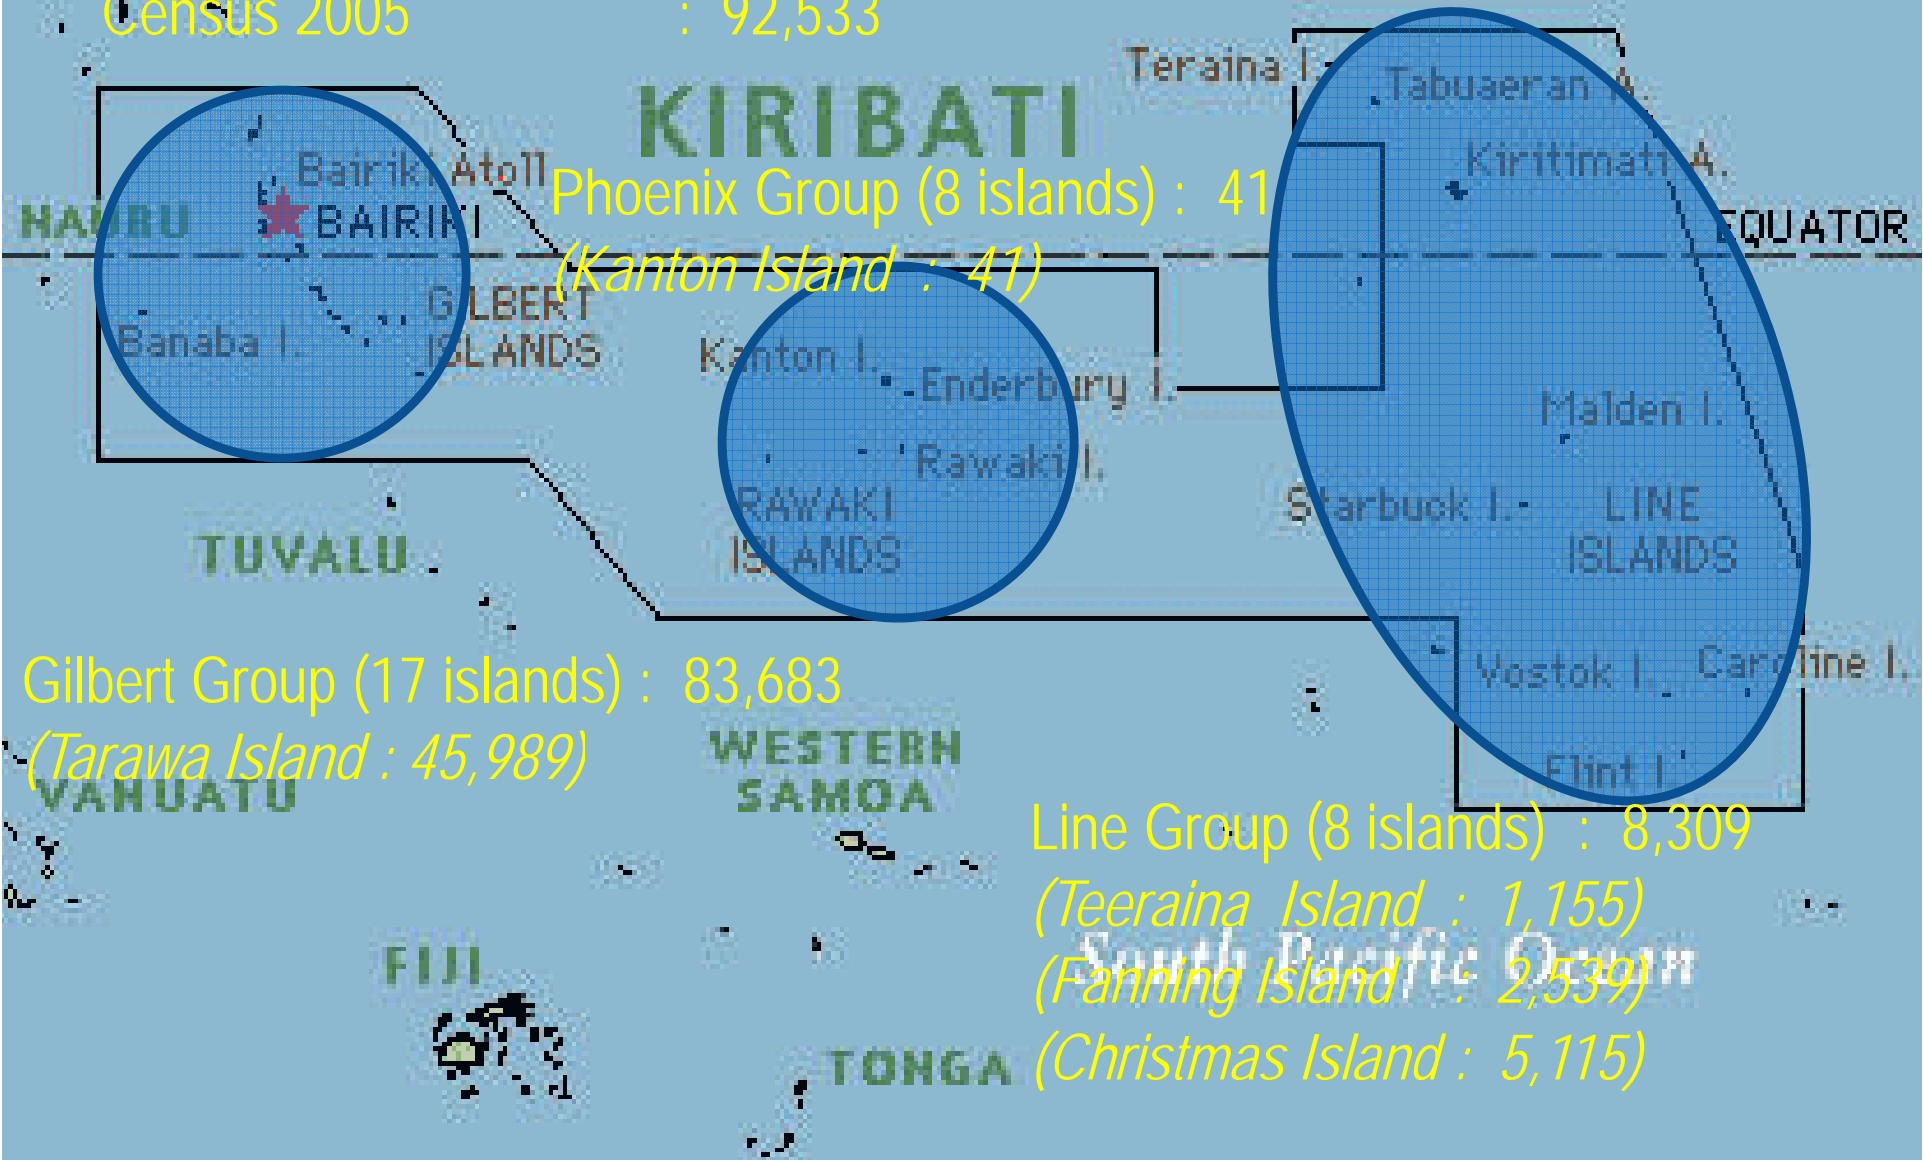 Census 2005 : 92,533
Teraina I.
Tabuaeran A.
KIRIBATI
Kiritimati A.
Bairiki Atoll
Phoenix Group (8 islands) : 41
NAURU
BAIRIKI
EQUATOR
(Kanton Island : 41)
GILBERT
ISLANDS
Banaba I.
Kanton I.
Enderbury I.
Malden I.
Rawaki I.
RAWAKI
ISLANDS
Starbuck I.
LINE
ISLANDS
TUVALU
Gilbert Group (17 islands) : 83,683
Vostok I.
Caroline I.
(Tarawa Island : 45,989)
WESTERN
SAMOA
VANUATU
Flint I.
Line Group (8 islands) : 8,309
(Teeraina Island : 1,155)
South Pacific Ocean
FIJI
(Fanning Island : 2,539)
TONGA
(Christmas Island : 5,115)